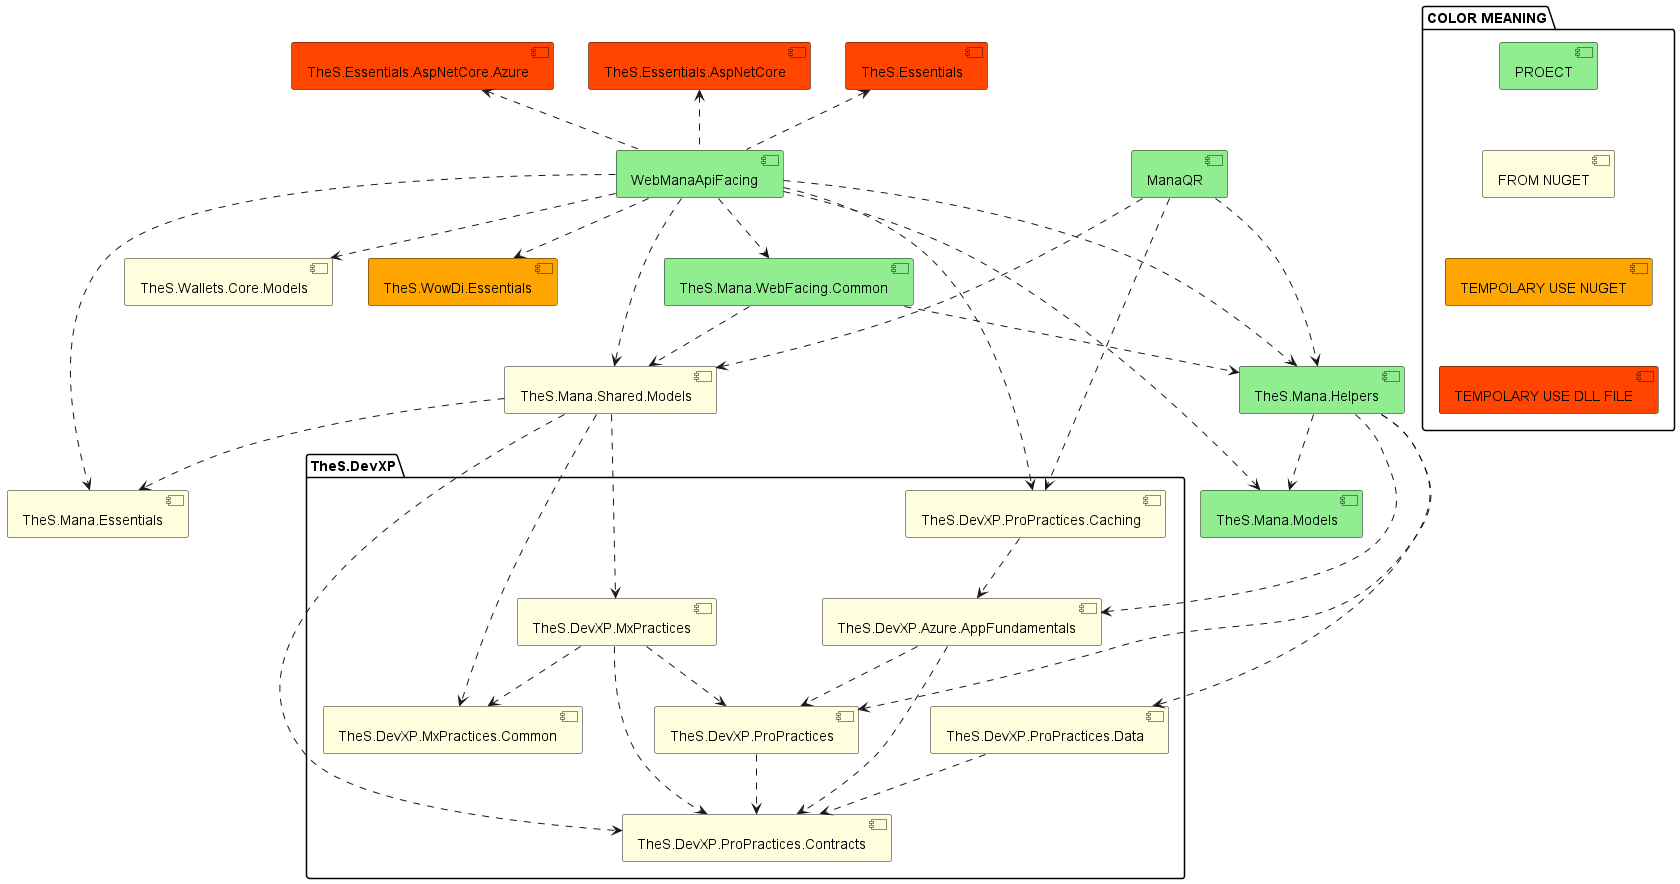 COLOR MEANING
TheS.Essentials.AspNetCore.Azure
TheS.Essentials.AspNetCore
TheS.Essentials
PROECT
WebManaApiFacing
ManaQR
FROM NUGET
TheS.Wallets.Core.Models
TheS.WowDi.Essentials
TheS.Mana.WebFacing.Common
TEMPOLARY USE NUGET
TheS.Mana.Shared.Models
TheS.Mana.Helpers
TEMPOLARY USE DLL FILE
TheS.DevXP
TheS.Mana.Essentials
TheS.DevXP.ProPractices.Caching
TheS.Mana.Models
TheS.DevXP.MxPractices
TheS.DevXP.Azure.AppFundamentals
TheS.DevXP.MxPractices.Common
TheS.DevXP.ProPractices
TheS.DevXP.ProPractices.Data
TheS.DevXP.ProPractices.Contracts